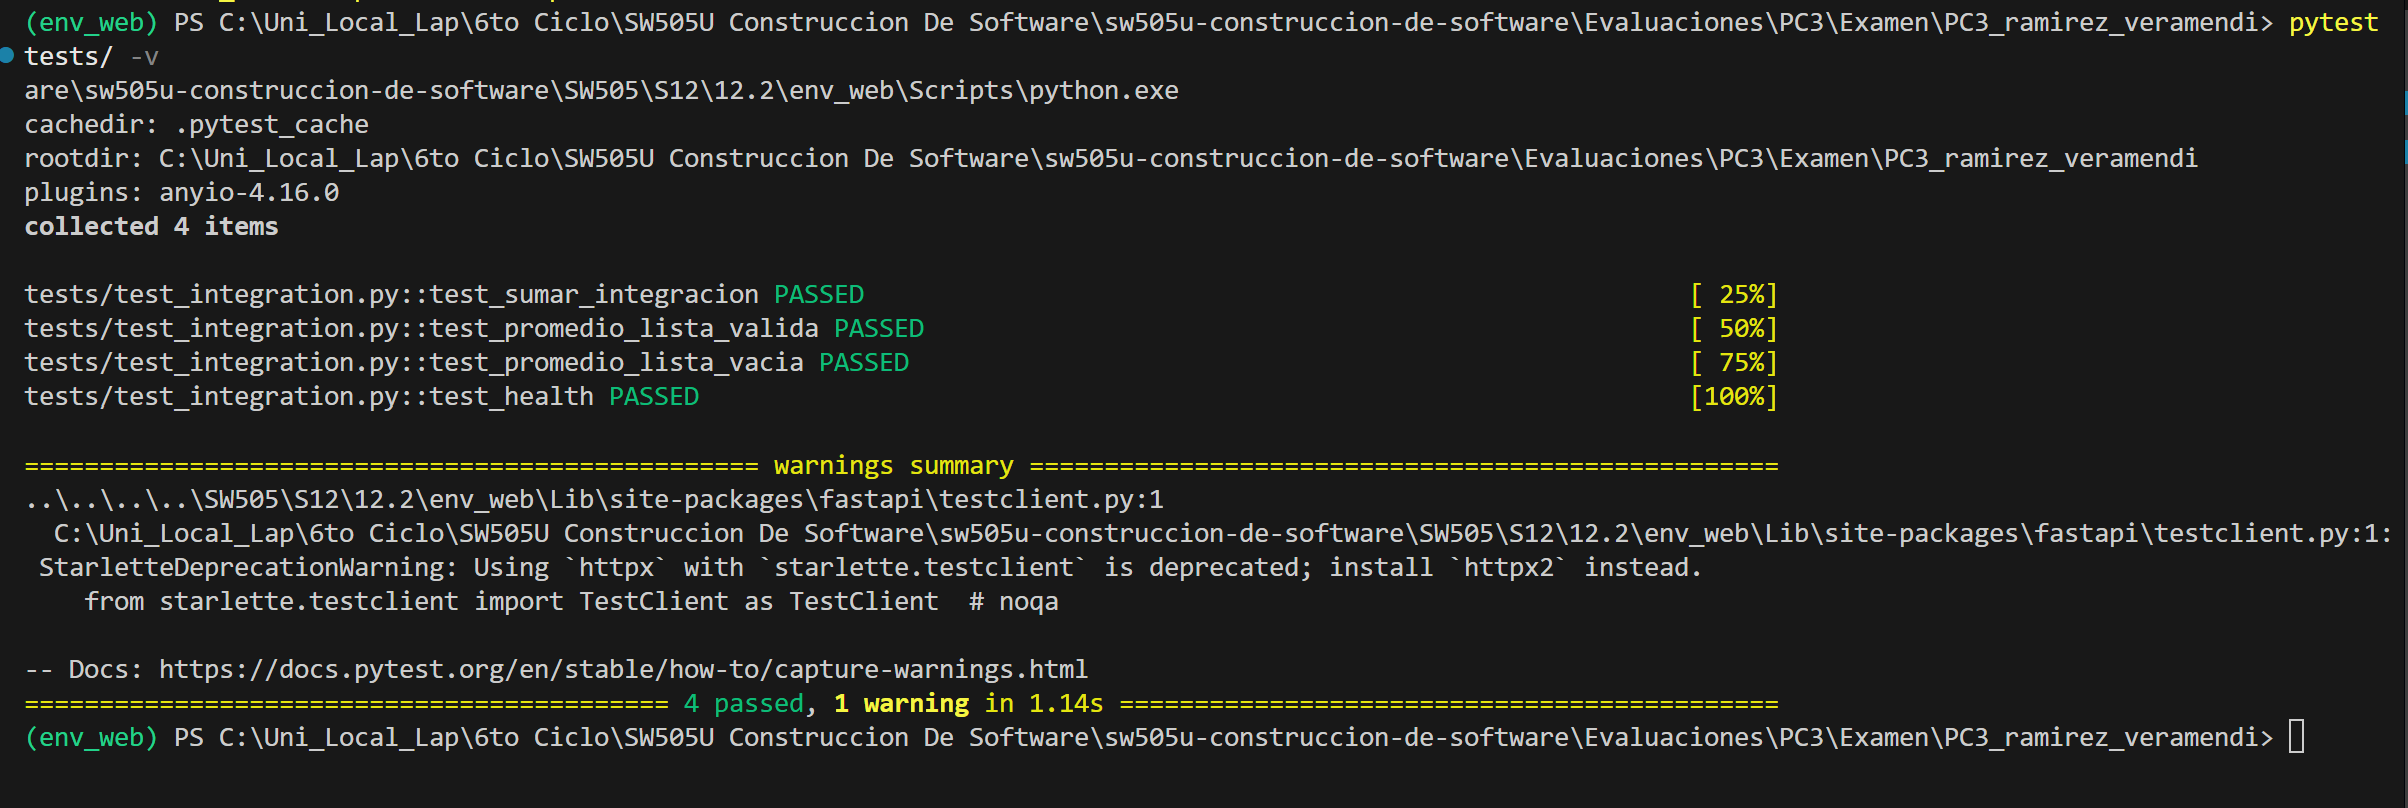 (env_web) PS C:\Uni_Local_Lap\6to Ciclo\SW505U Construccion De Software\sw505u-construccion-de-software\Evaluaciones\PC3\Examen\PC3_ramirez_veramendi> pytest
tests/ -v
are\sw505u-construccion-de-software\SW505\S12\12.2\env_web\Scripts\python.exe
cachedir: .pytest_cache
rootdir: C:\Uni_Local_Lap\6to Ciclo\SW505U Construccion De Software\sw505u-construccion-de-software\Evaluaciones\PC3\Examen\PC3_ramirez_veramendi
plugins: anyio-4.16.0
collected 4 items
tests/test_integration.py::test_sumar_integracion PASSED [ 25%]
tests/test_integration.py::test_promedio_lista_valida PASSED [ 50%]
tests/test_integration.py::test_promedio_lista_vacia PASSED [ 75%]
tests/test_integration.py::test_health PASSED [100%]
================================================= warnings summary ==================================================
..\..\..\..\SW505\S12\12.2\env_web\Lib\site-packages\fastapi\testclient.py:1
C:\Uni_Local_Lap\6to Ciclo\SW505U Construccion De Software\sw505u-construccion-de-software\SW505\S12\12.2\env_web\Lib\site-packages\fastapi\testclient.py:1:
StarletteDeprecationWarning: Using `httpx` with `starlette.testclient` is deprecated; install `httpx2` instead.
from starlette.testclient import TestClient as TestClient  # noqa
-- Docs: https://docs.pytest.org/en/stable/how-to/capture-warnings.html
=========================================== 4 passed, 1 warning in 1.14s ============================================
(env_web) PS C:\Uni_Local_Lap\6to Ciclo\SW505U Construccion De Software\sw505u-construccion-de-software\Evaluaciones\PC3\Examen\PC3_ramirez_veramendi>